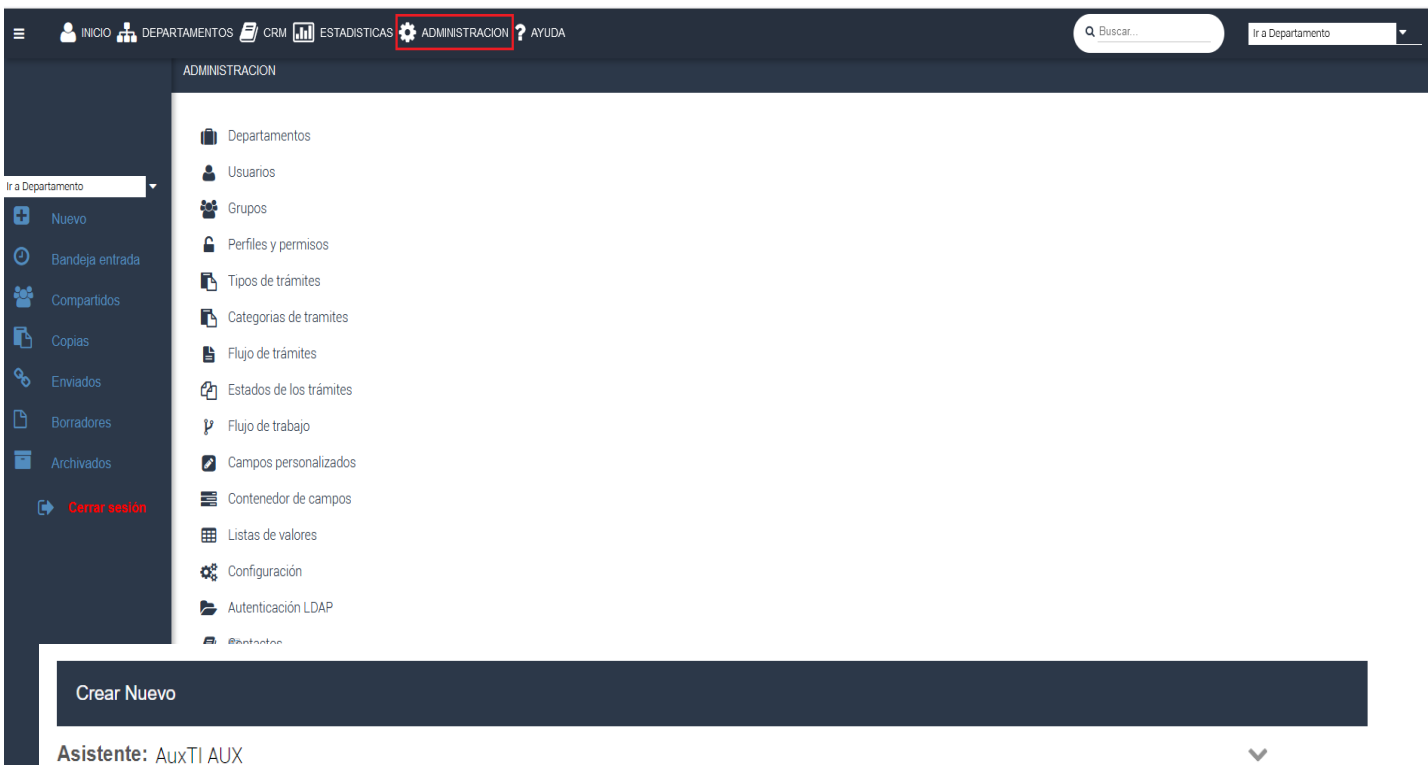 INICIO DEPARTAMENTOS CRM ESTADISTICAS ADMINISTRACION ? AYUDA Buscar... Ir a Departamento
ADMINISTRACION
Departamentos
Usuarios
Grupos
Perfiles y permisos
Tipos de trámites
Categorias de tramites
Flujo de trámites
Estados de los trámites
Flujo de trabajo
Campos personalizados
Contenedor de campos
Listas de valores
Configuración
Autenticación LDAP
Contactos
Ir a Departamento
Nuevo
Bandeja entrada
Compartidos
Copias
Enviados
Borradores
Archivados
Cerrar sesión
Crear Nuevo
Asistente: AuxTI AUX